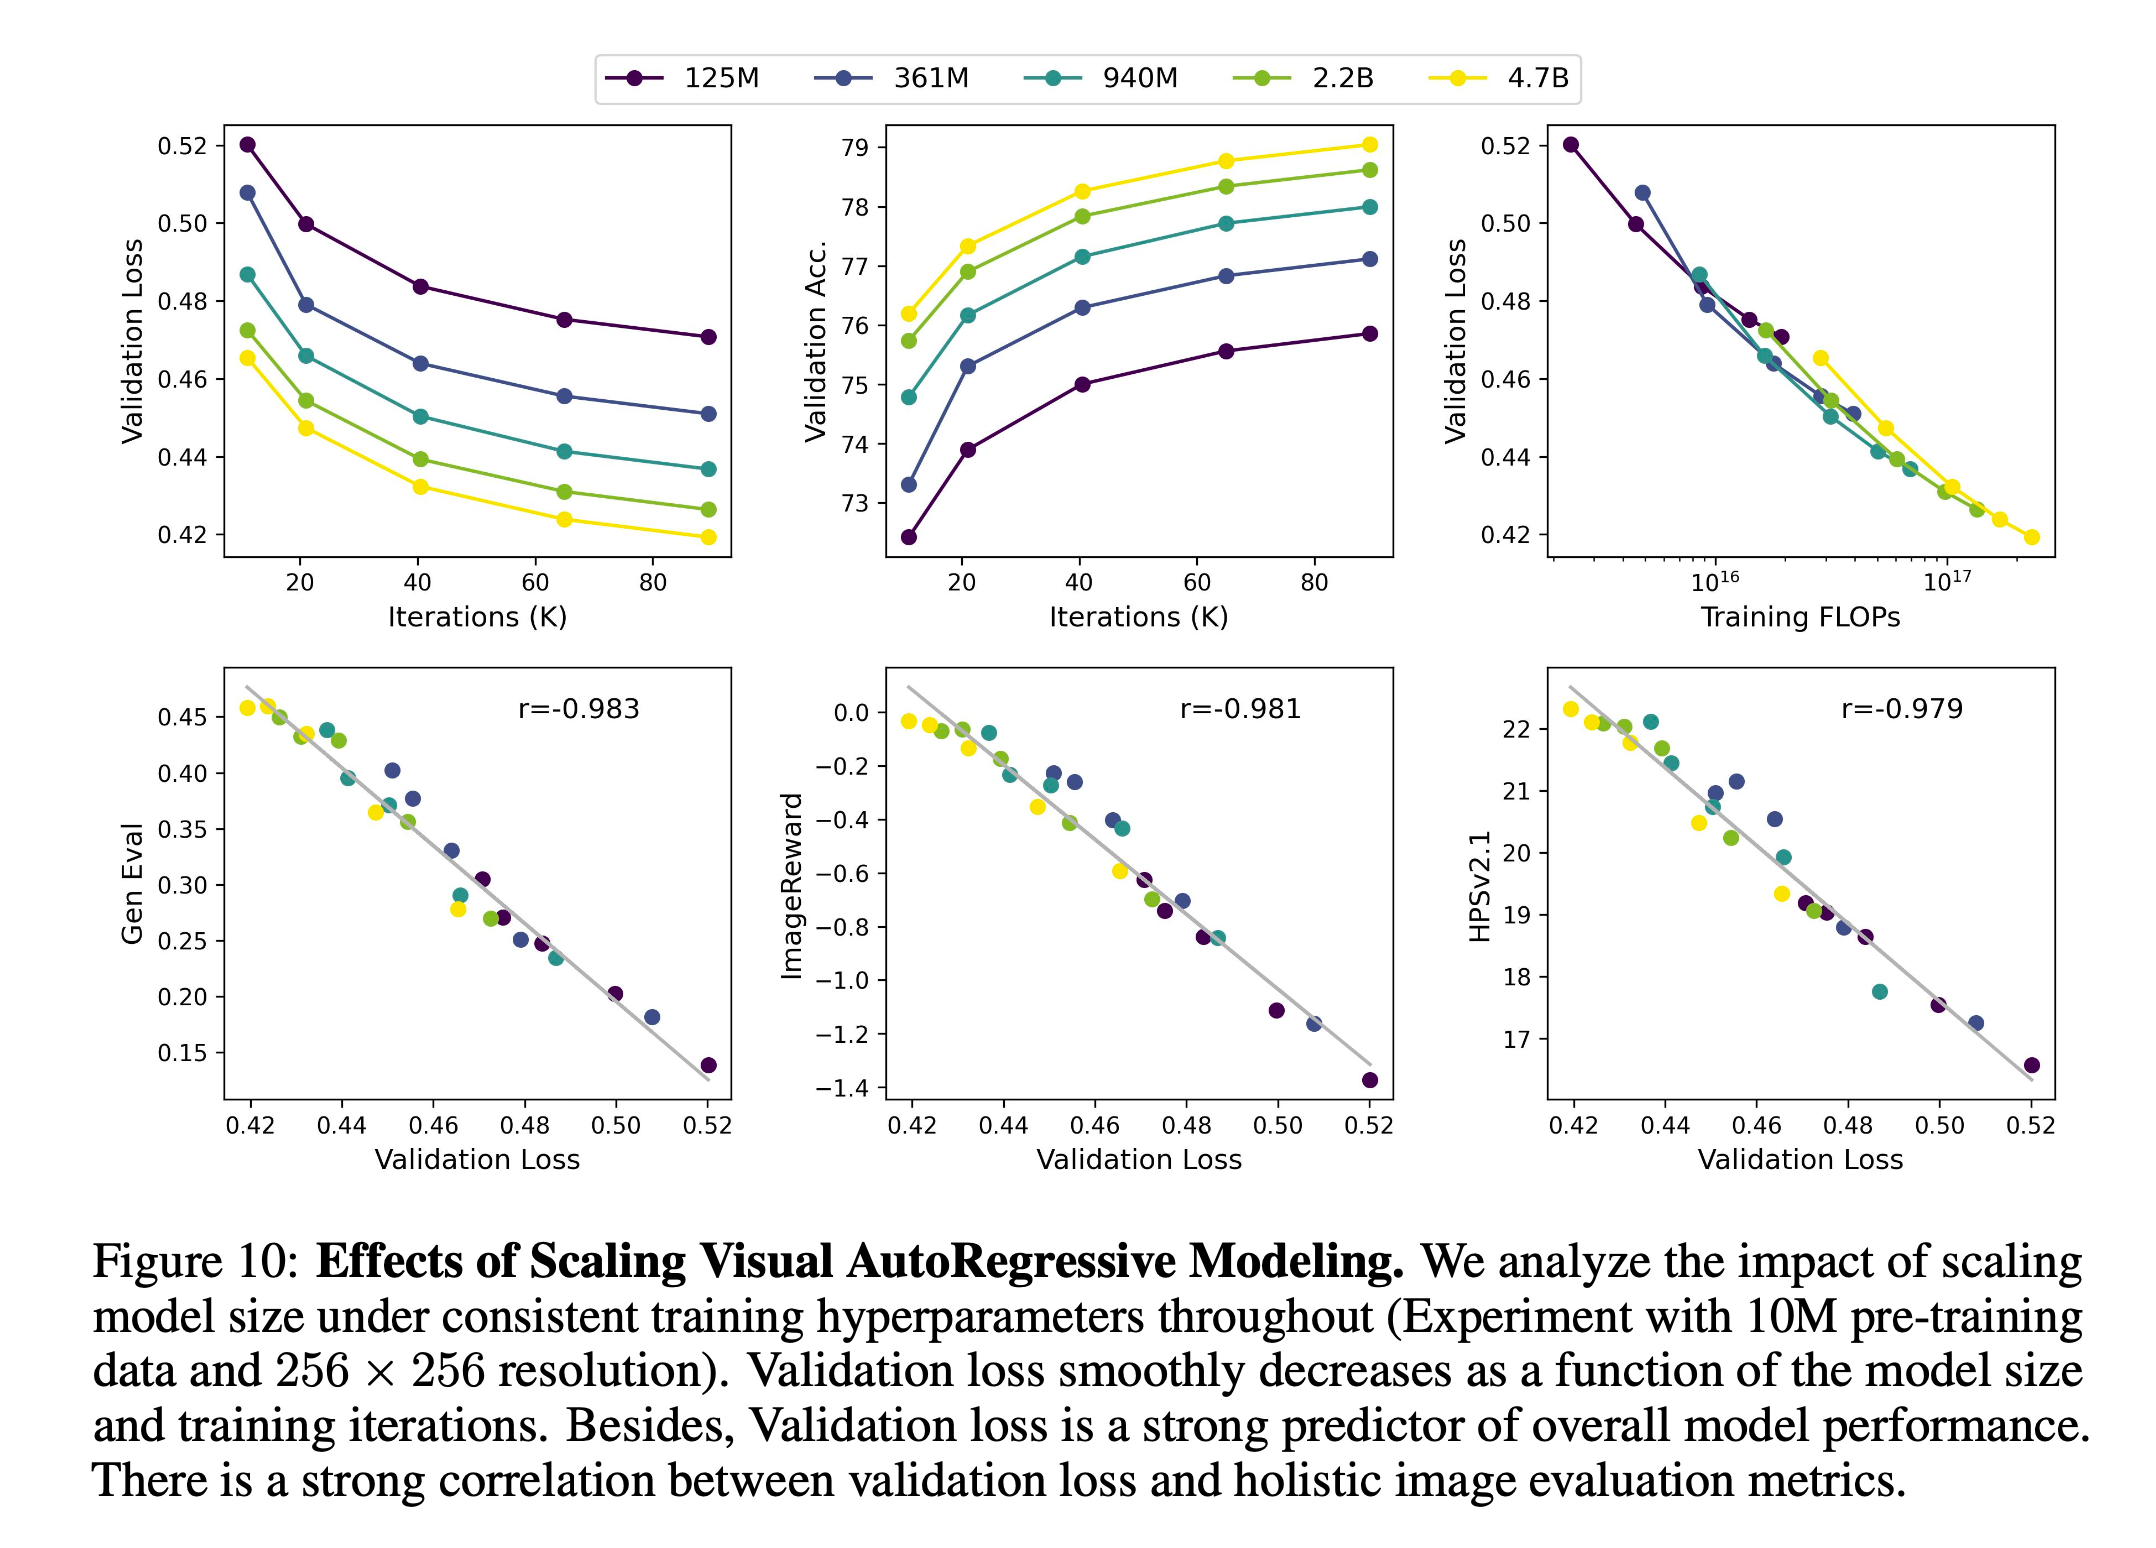 125M 361M 940M 2.2B 4.7B
0.52
0.50
0.48
0.46
0.44
0.42
Validation Loss
20 40 60 80
Iterations (K)
79
78
77
76
75
74
73
Validation Acc.
20 40 60 80
Iterations (K)
0.52
0.50
0.48
0.46
0.44
0.42
Validation Loss
10¹⁶ 10¹⁷
Training FLOPs
r=-0.983
0.45
0.40
0.35
0.30
0.25
0.20
0.15
Gen Eval
0.42 0.44 0.46 0.48 0.50 0.52
Validation Loss
r=-0.981
0.0
−0.2
−0.4
−0.6
−0.8
−1.0
−1.2
−1.4
ImageReward
0.42 0.44 0.46 0.48 0.50 0.52
Validation Loss
r=-0.979
22
21
20
19
18
17
HPSv2.1
0.42 0.44 0.46 0.48 0.50 0.52
Validation Loss
Figure 10: Effects of Scaling Visual AutoRegressive Modeling. We analyze the impact of scaling
model size under consistent training hyperparameters throughout (Experiment with 10M pre-training
data and 256 × 256 resolution). Validation loss smoothly decreases as a function of the model size
and training iterations. Besides, Validation loss is a strong predictor of overall model performance.
There is a strong correlation between validation loss and holistic image evaluation metrics.